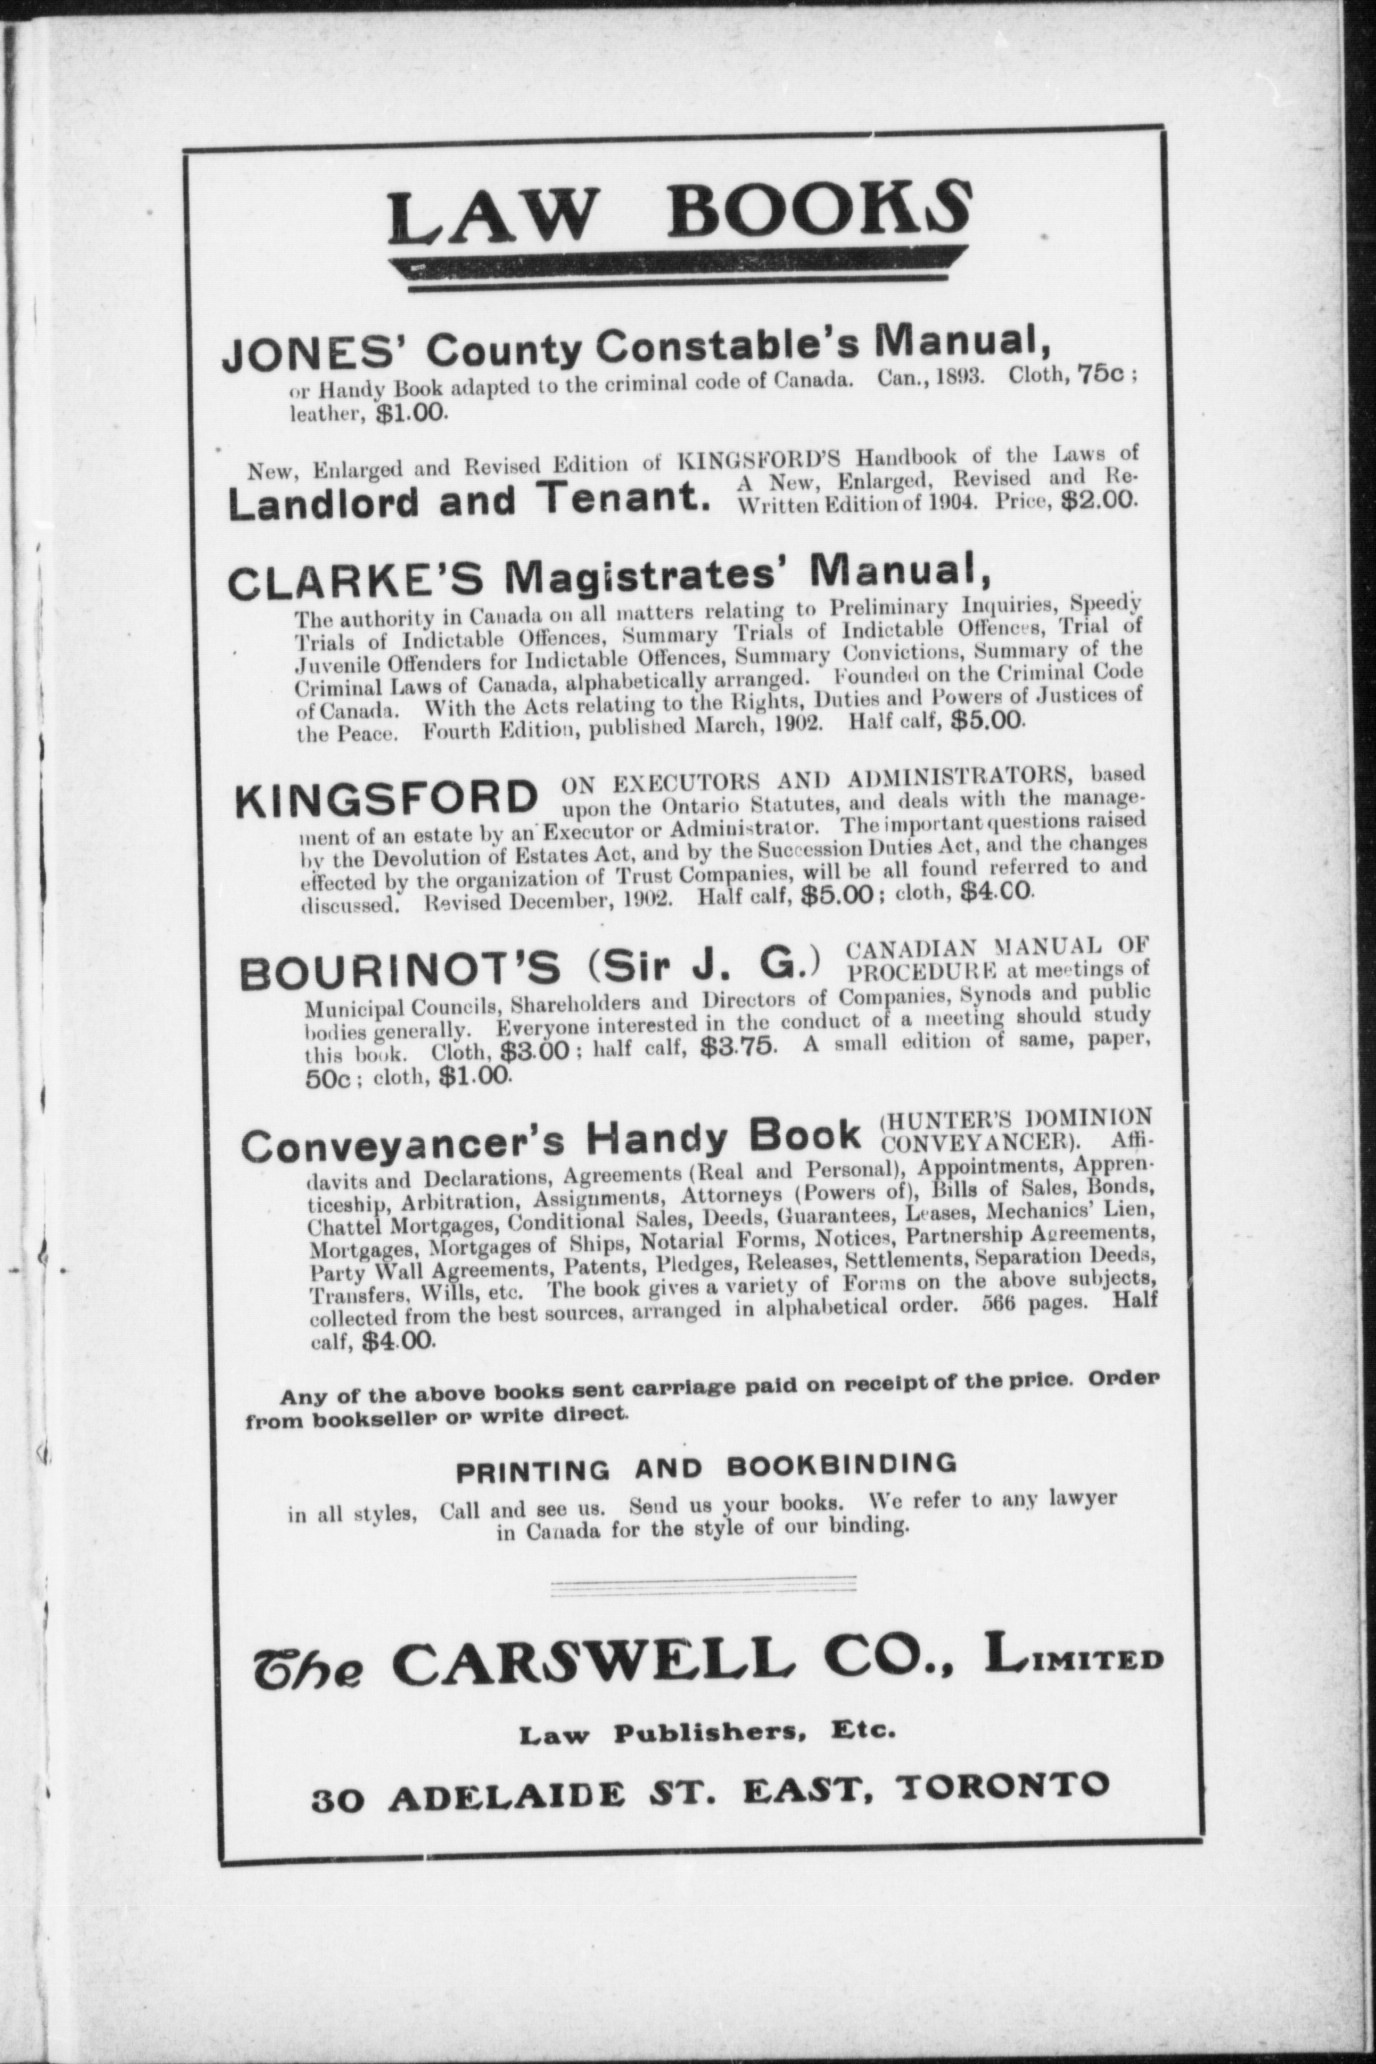 LAW BOOKS
JONES' County Constable's Manual,
or Handy Book adapted to the criminal code of Canada. Can., 1893. Cloth, 75c ;
leather, $1.00.
New, Enlarged and Revised Edition of KINGSFORD'S Handbook of the Laws of
Landlord and Tenant. A New, Enlarged, Revised and Re-
Written Edition of 1904. Price, $2.00.
CLARKE'S Magistrates' Manual,
The authority in Canada on all matters relating to Preliminary Inquiries, Speedy
Trials of Indictable Offences, Summary Trials of Indictable Offences, Trial of
Juvenile Offenders for Indictable Offences, Summary Convictions, Summary of the
Criminal Laws of Canada, alphabetically arranged. Founded on the Criminal Code
of Canada. With the Acts relating to the Rights, Duties and Powers of Justices of
the Peace. Fourth Edition, published March, 1902. Half calf, $5.00.
KINGSFORD ON EXECUTORS AND ADMINISTRATORS, based
upon the Ontario Statutes, and deals with the manage-
ment of an estate by an Executor or Administrator. The important questions raised
by the Devolution of Estates Act, and by the Succession Duties Act, and the changes
effected by the organization of Trust Companies, will be all found referred to and
discussed. Revised December, 1902. Half calf, $5.00 ; cloth, $4.00.
BOURINOT'S (Sir J. G.) CANADIAN MANUAL OF
PROCEDURE at meetings of
Municipal Councils, Shareholders and Directors of Companies, Synods and public
bodies generally. Everyone interested in the conduct of a meeting should study
this book. Cloth, $3.00 ; half calf, $3.75. A small edition of same, paper,
50c ; cloth, $1.00.
Conveyancer's Handy Book (HUNTER'S DOMINION
CONVEYANCER). Affi-
davits and Declarations, Agreements (Real and Personal), Appointments, Appren-
ticeship, Arbitration, Assignments, Attorneys (Powers of), Bills of Sales, Bonds,
Chattel Mortgages, Conditional Sales, Deeds, Guarantees, Leases, Mechanics' Lien,
Mortgages, Mortgages of Ships, Notarial Forms, Notices, Partnership Agreements,
Party Wall Agreements, Patents, Pledges, Releases, Settlements, Separation Deeds,
Transfers, Wills, etc. The book gives a variety of Forms on the above subjects,
collected from the best sources, arranged in alphabetical order. 566 pages. Half
calf, $4.00.
Any of the above books sent carriage paid on receipt of the price. Order
from bookseller or write direct.
PRINTING AND BOOKBINDING
in all styles, Call and see us. Send us your books. We refer to any lawyer
in Canada for the style of our binding.
The CARSWELL CO., LIMITED
Law Publishers, Etc.
30 ADELAIDE ST. EAST, TORONTO